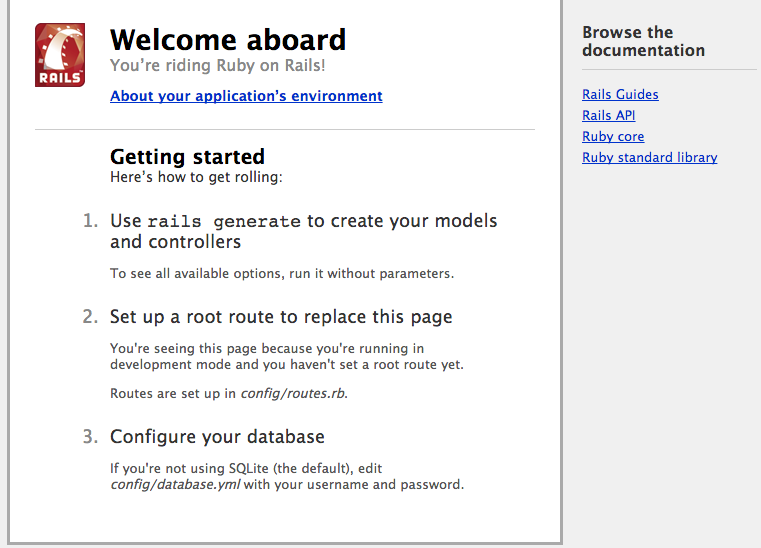 RAILS
Welcome aboard
You’re riding Ruby on Rails!
About your application’s environment
Getting started
Here’s how to get rolling:
1. Use rails generate to create your models
and controllers
To see all available options, run it without parameters.
2. Set up a root route to replace this page
You're seeing this page because you're running in
development mode and you haven't set a root route yet.
Routes are set up in config/routes.rb.
3. Configure your database
If you're not using SQLite (the default), edit
config/database.yml with your username and password.
Browse the
documentation
Rails Guides
Rails API
Ruby core
Ruby standard library